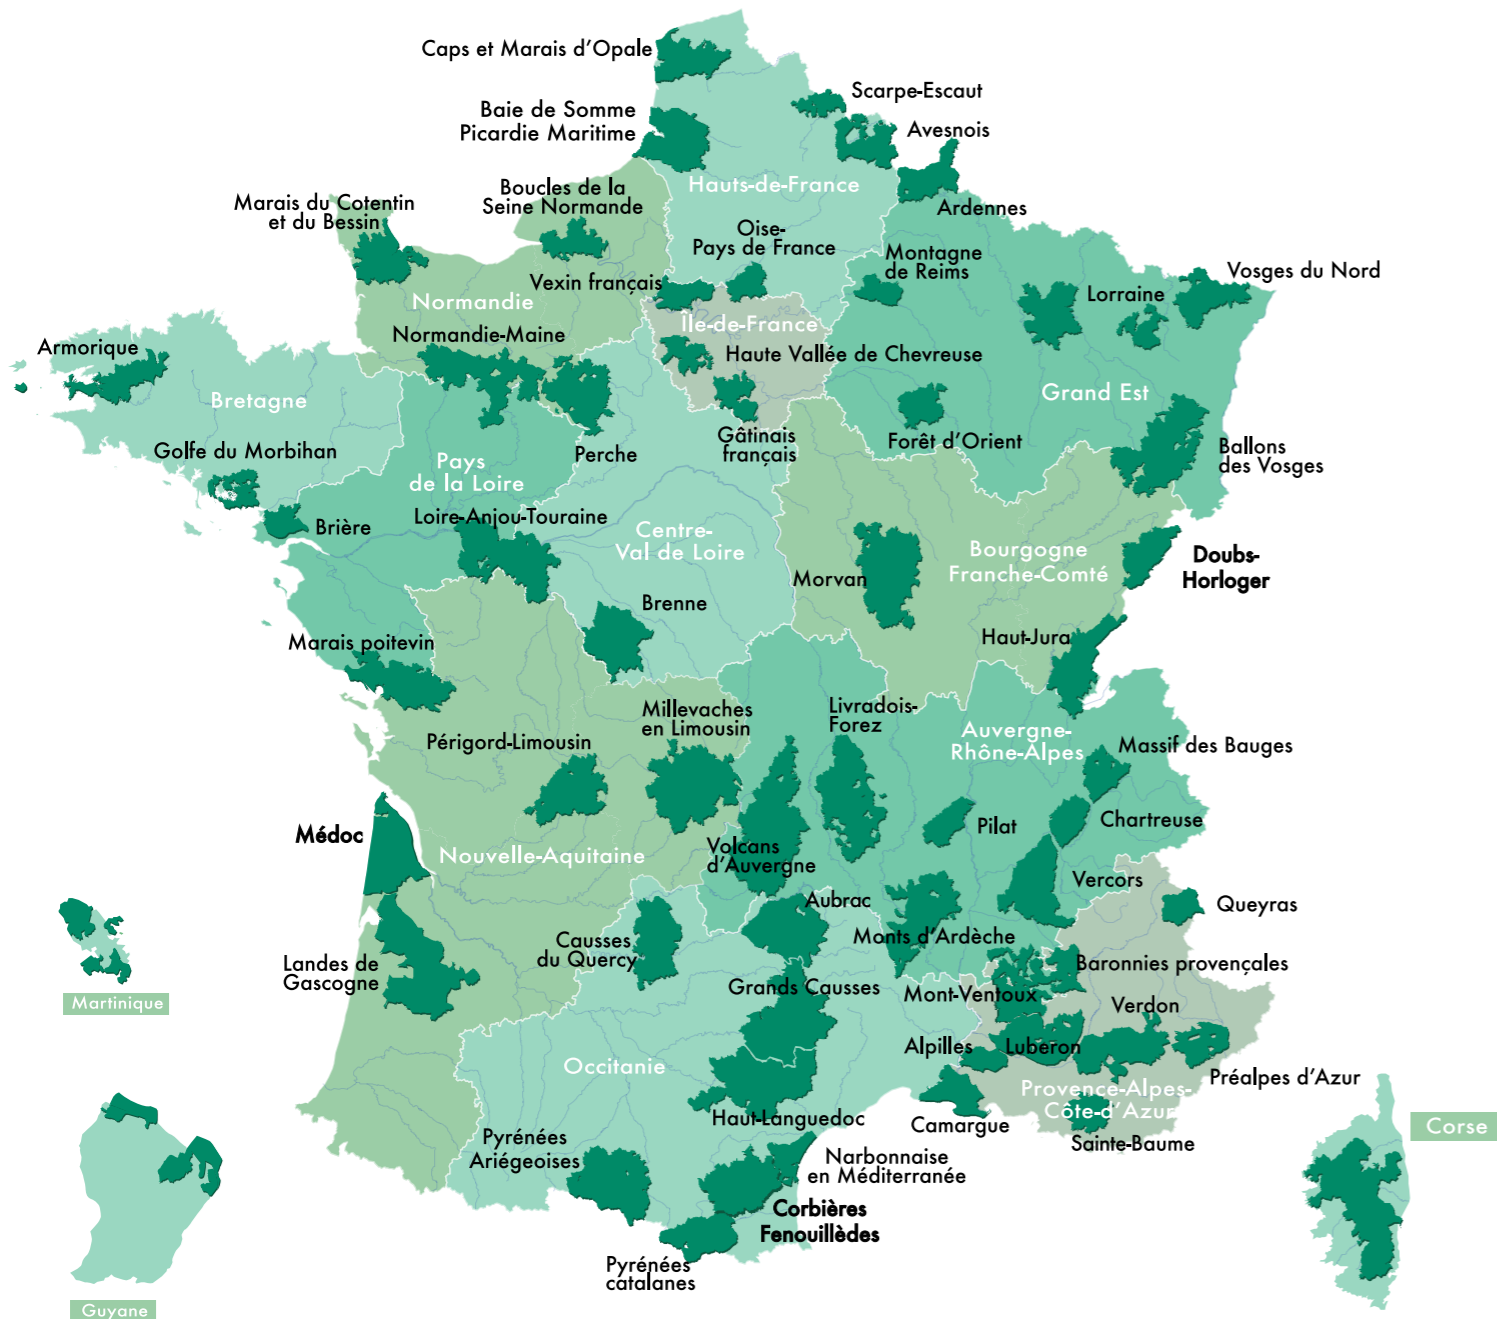 Caps et Marais d'Opale
Scarpe-Escaut
Baie de Somme
Picardie Maritime
Avesnois
Hauts-de-France
Boucles de la
Seine Normande
Marais du Cotentin
et du Bessin
Ardennes
Oise-
Pays de France
Montagne
de Reims
Vosges du Nord
Vexin français
Lorraine
Normandie
Île-de-France
Normandie-Maine
Armorique
Haute Vallée de Chevreuse
Grand Est
Bretagne
Gâtinais
français
Forêt d'Orient
Ballons
des Vosges
Golfe du Morbihan
Perche
Pays
de la Loire
Brière
Loire-Anjou-Touraine
Centre-
Val de Loire
Bourgogne
Franche-Comté
Doubs-
Horloger
Morvan
Brenne
Haut-Jura
Marais poitevin
Millevaches
en Limousin
Livradois-
Forez
Périgord-Limousin
Auvergne-
Rhône-Alpes
Massif des Bauges
Médoc
Pilat
Chartreuse
Nouvelle-Aquitaine
Volcans
d'Auvergne
Vercors
Queyras
Aubrac
Causses
du Quercy
Monts d'Ardèche
Landes de
Gascogne
Baronnies provençales
Grands Causses
Mont-Ventoux
Martinique
Verdon
Alpilles
Luberon
Occitanie
Préalpes d'Azur
Provence-Alpes-
Côte-d'Azur
Haut-Languedoc
Camargue
Corse
Sainte-Baume
Pyrénées
Ariégeoises
Narbonnaise
en Méditerranée
Corbières
Fenouillèdes
Pyrénées
catalanes
Guyane